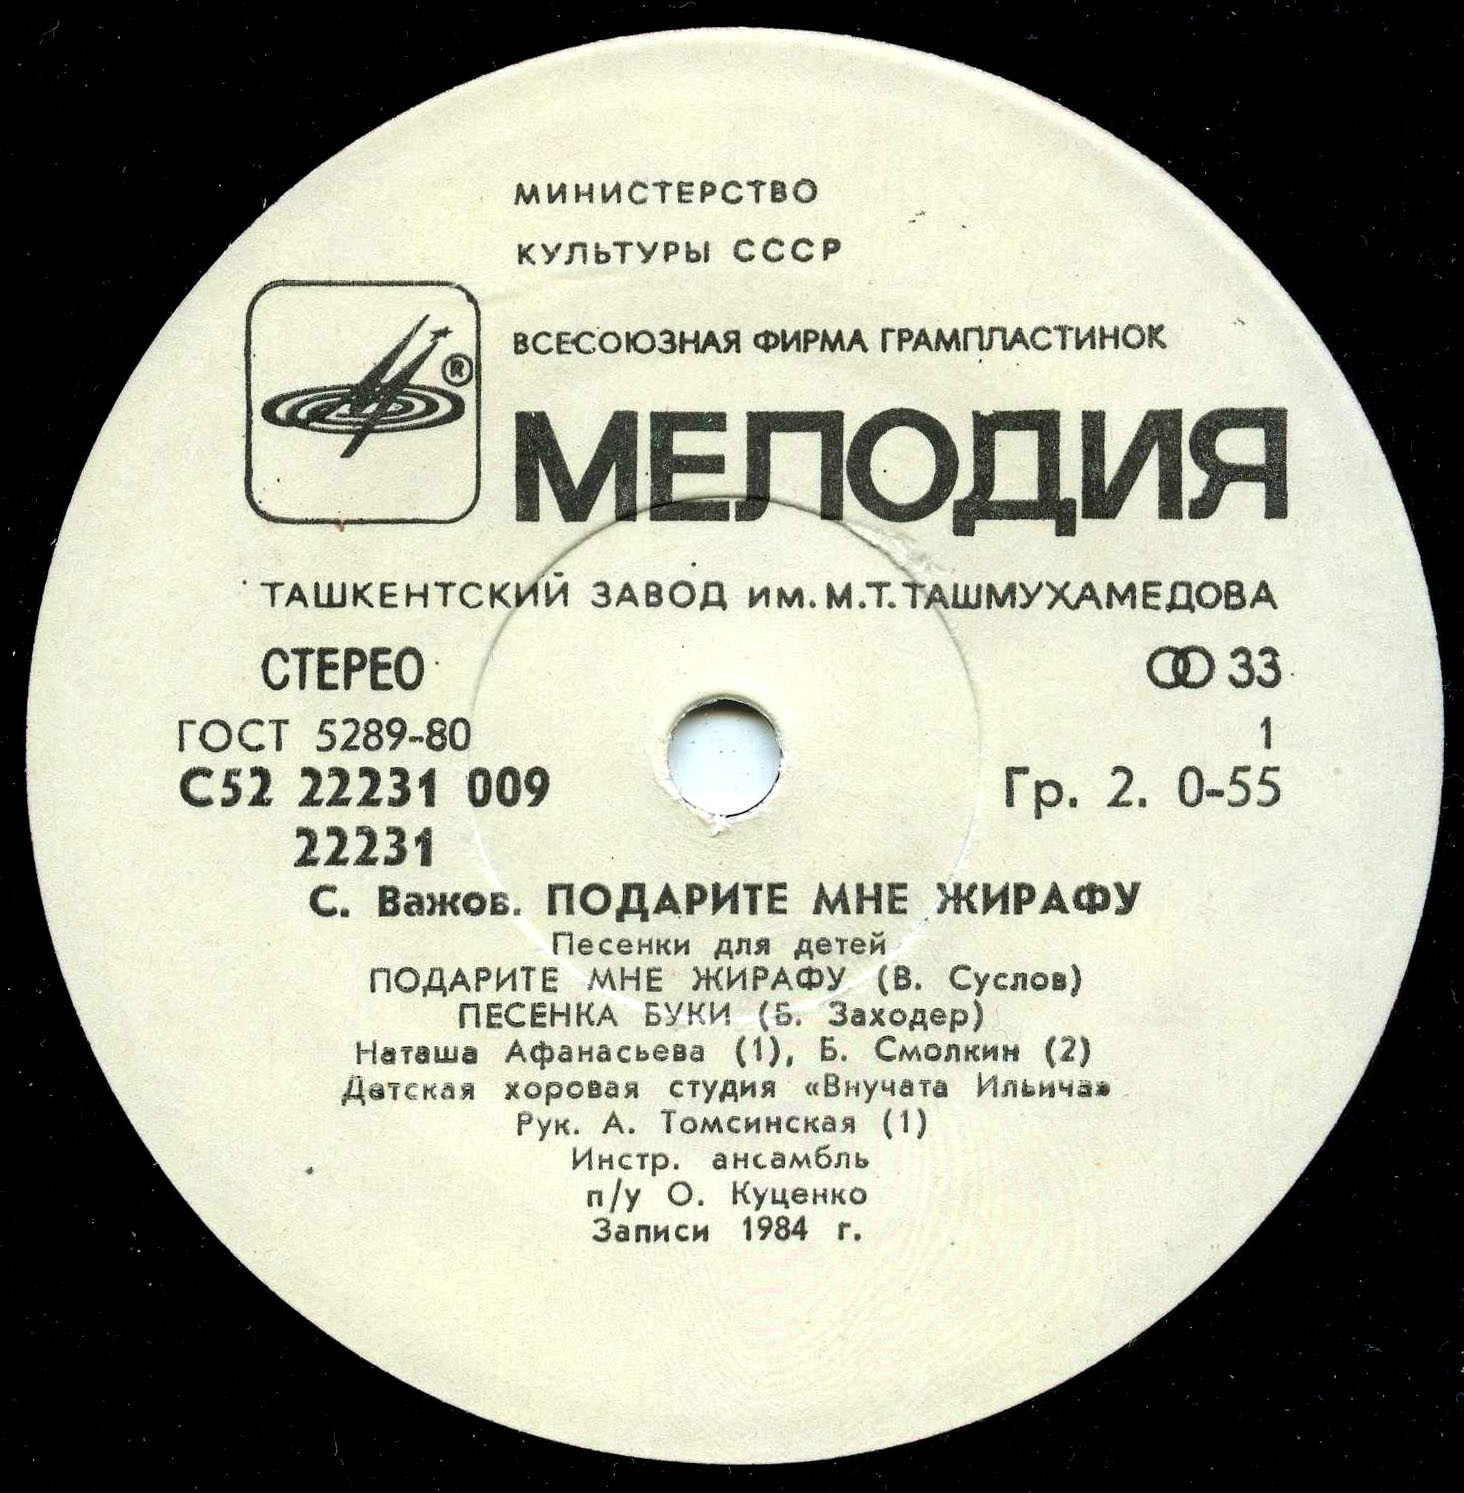 МИНИСТЕРСТВО
КУЛЬТУРЫ СССР
ВСЕСОЮЗНАЯ ФИРМА ГРАМПЛАСТИНОК
®
МЕЛОДИЯ
ТАШКЕНТСКИЙ ЗАВОД им. М.Т. ТАШМУХАМЕДОВА
СТЕРЕО 33
ГОСТ 5289-80 1
С52 22231 009 Гр. 2. 0-55
22231
С. Важов. ПОДАРИТЕ МНЕ ЖИРАФУ
Песенки для детей
ПОДАРИТЕ МНЕ ЖИРАФУ (В. Суслов)
ПЕСЕНКА БУКИ (Б. Заходер)
Наташа Афанасьева (1), Б. Смолкин (2)
Детская хоровая студия «Внучата Ильича»
Рук. А. Томсинская (1)
Инстр. ансамбль
п/у О. Куценко
Записи 1984 г.